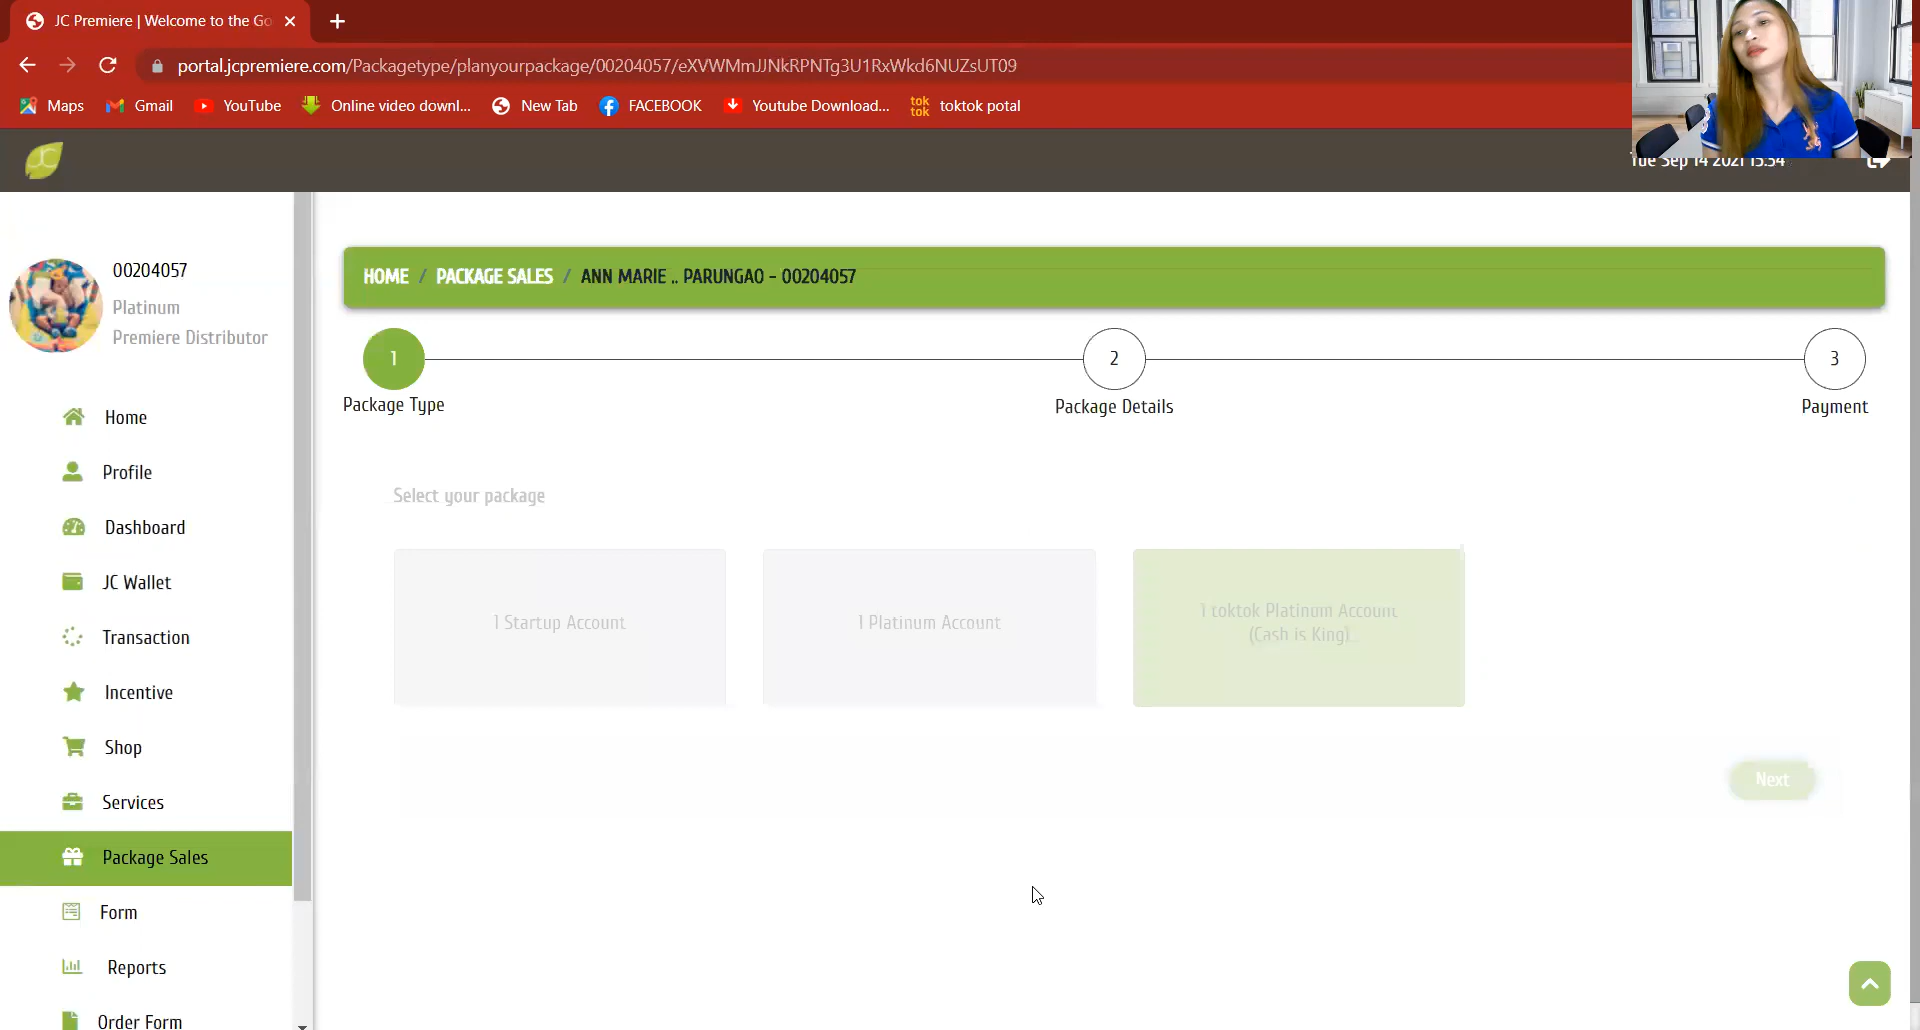 JC Premiere | Welcome to the Go
portal.jcpremiere.com/Packagetype/planyourpackage/00204057/eXVWMmJJNkRPNTg3U1RxWkd6NUZsUT09
Maps
Gmail
YouTube
Online video downl...
New Tab
FACEBOOK
Youtube Download...
tok tok
toktok potal
JC
Tue Sep 14 2021 15:34
00204057
Platinum
Premiere Distributor
HOME / PACKAGE SALES / ANN MARIE .. PARUNGAO - 00204057
1
2
3
Package Type
Package Details
Payment
Home
Profile
Dashboard
JC Wallet
Transaction
Incentive
Shop
Services
Package Sales
Form
Reports
Order Form
Select your package
1 Startup Account
1 Platinum Account
1 toktok Platinum Account
(Cash is King)
Next